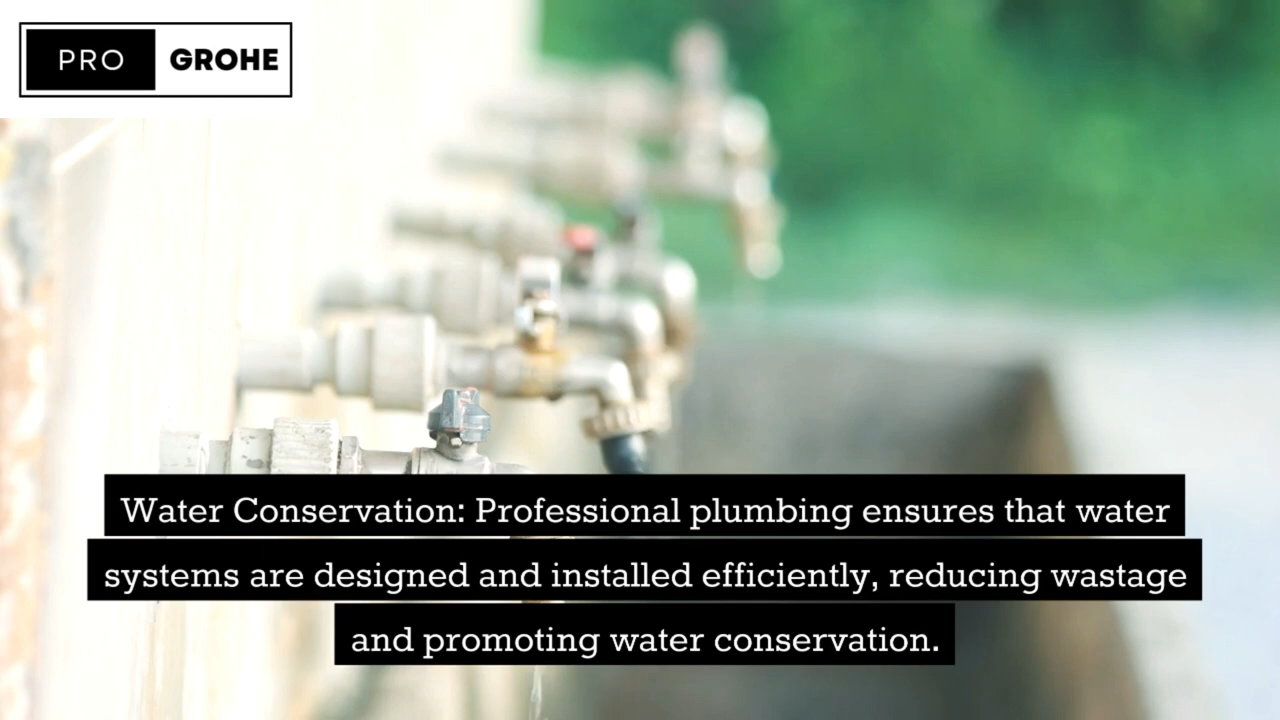 PRO GROHE
Water Conservation: Professional plumbing ensures that water
systems are designed and installed efficiently, reducing wastage
and promoting water conservation.